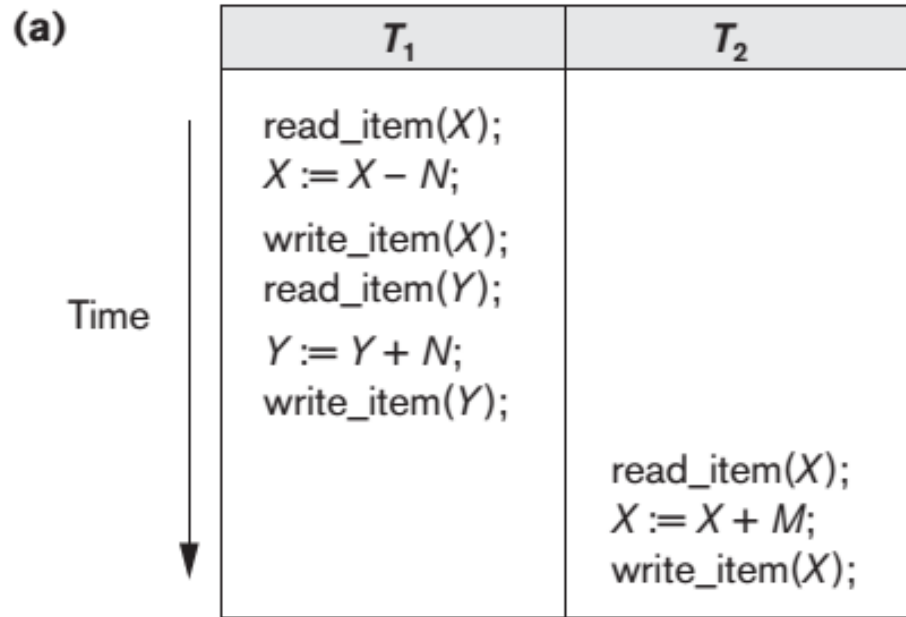 (a)
T₁ T₂
read_item(X);
X := X – N;
write_item(X);
read_item(Y);
Time
Y := Y + N;
write_item(Y);
read_item(X);
X := X + M;
write_item(X);